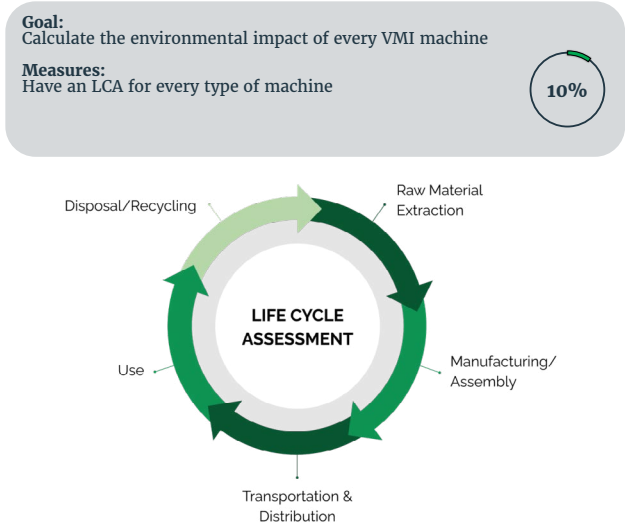 Goal:
Calculate the environmental impact of every VMI machine
Measures:
Have an LCA for every type of machine
10%
Disposal/Recycling
Raw Material
Extraction
LIFE CYCLE
ASSESSMENT
Use
Manufacturing/
Assembly
Transportation &
Distribution